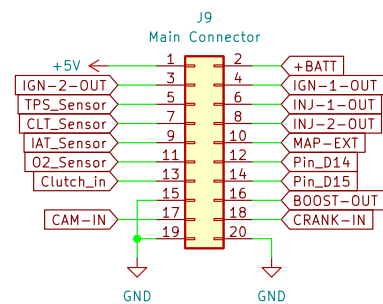 J9
Main Connector
+5V 1 2 +BATT
IGN-2-OUT 3 4 IGN-1-OUT
TPS_Sensor 5 6 INJ-1-OUT
CLT_Sensor 7 8 INJ-2-OUT
IAT_Sensor 9 10 MAP-EXT
O2_Sensor 11 12 Pin_D14
Clutch_in 13 14 Pin_D15
15 16 BOOST-OUT
CAM-IN 17 18 CRANK-IN
19 20
GND GND